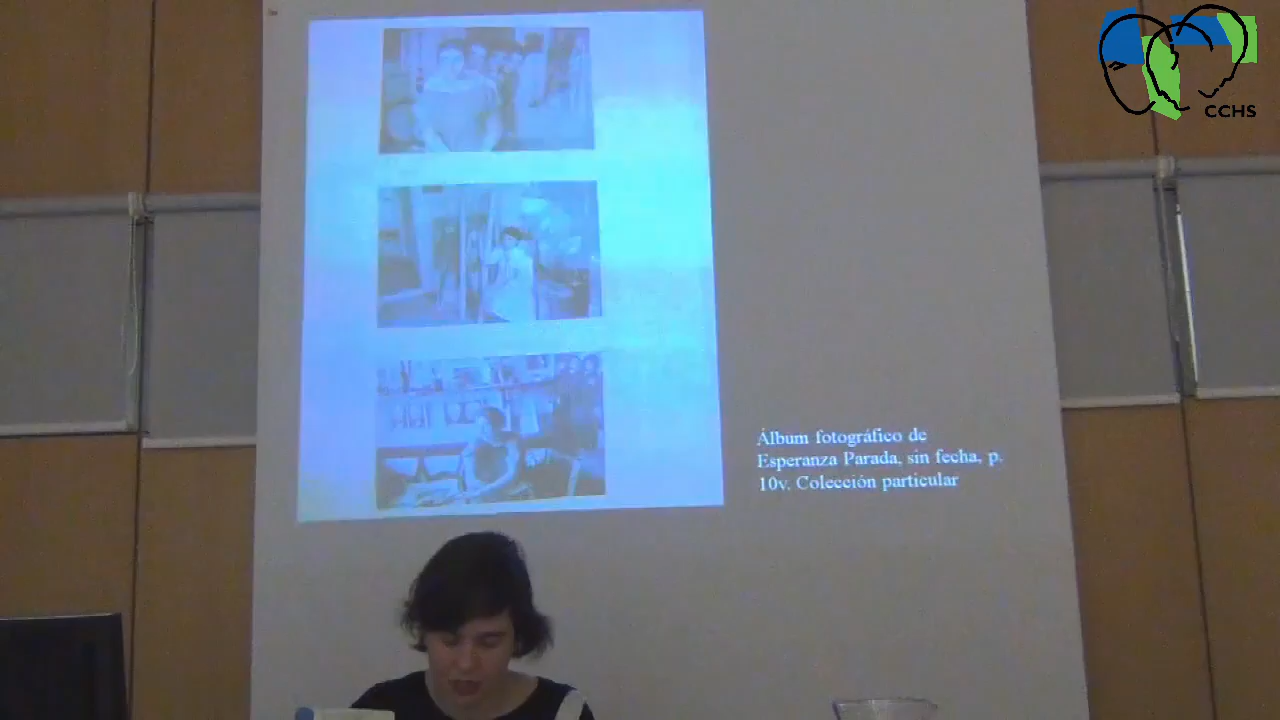 CCHS
Álbum fotográfico de
Esperanza Parada, sin fecha, p.
10v. Colección particular